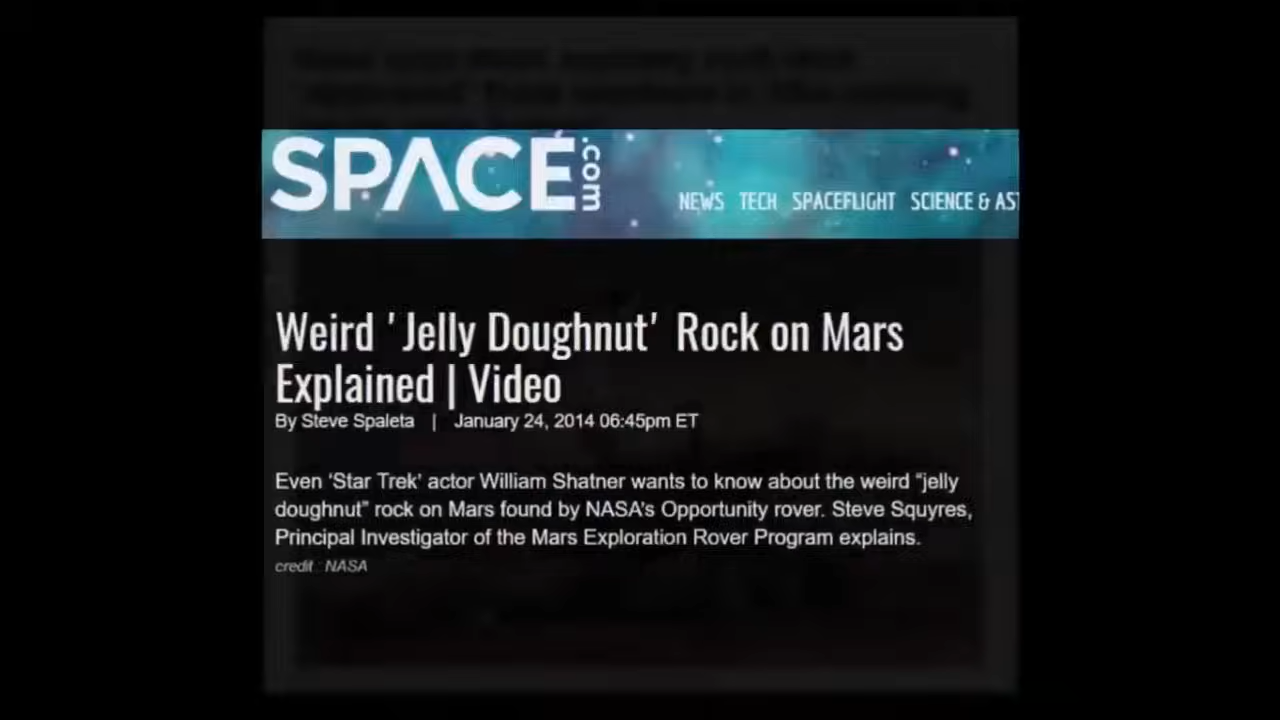 SPACE.com
NEWS TECH SPACEFLIGHT SCIENCE & AST
Weird 'Jelly Doughnut' Rock on Mars
Explained | Video
By Steve Spaleta | January 24, 2014 06:45pm ET
Even ‘Star Trek’ actor William Shatner wants to know about the weird “jelly
doughnut” rock on Mars found by NASA's Opportunity rover. Steve Squyres,
Principal Investigator of the Mars Exploration Rover Program explains.
credit : NASA